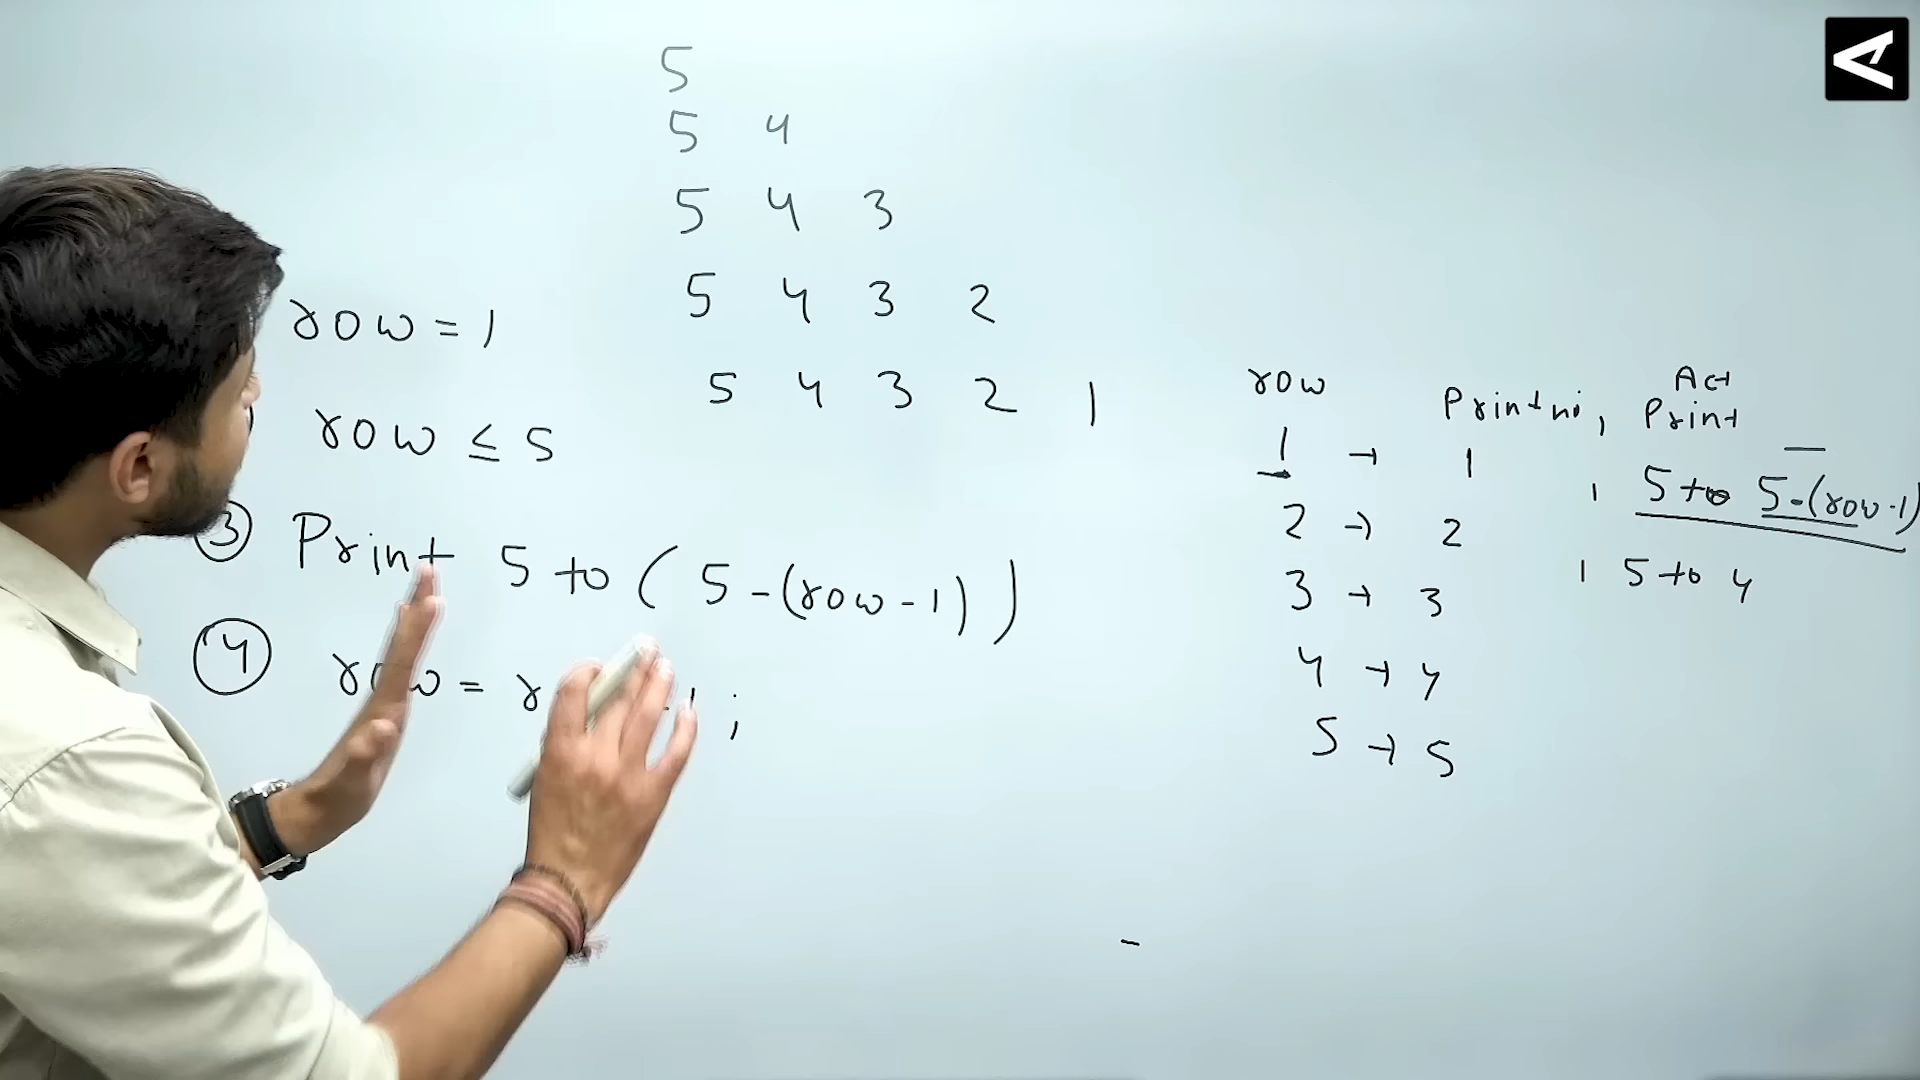 5
5 4
5 4 3
5 4 3 2
5 4 3 2 1
row = 1
row ≤ 5
③ Print 5 to ( 5 - (row - 1) )
④ row = r 1 ;
row Print ni, Act Print
1 → 1 , 5 to 5-(row-1)
2 → 2 , 5 to 4
3 → 3
4 → 4
5 → 5